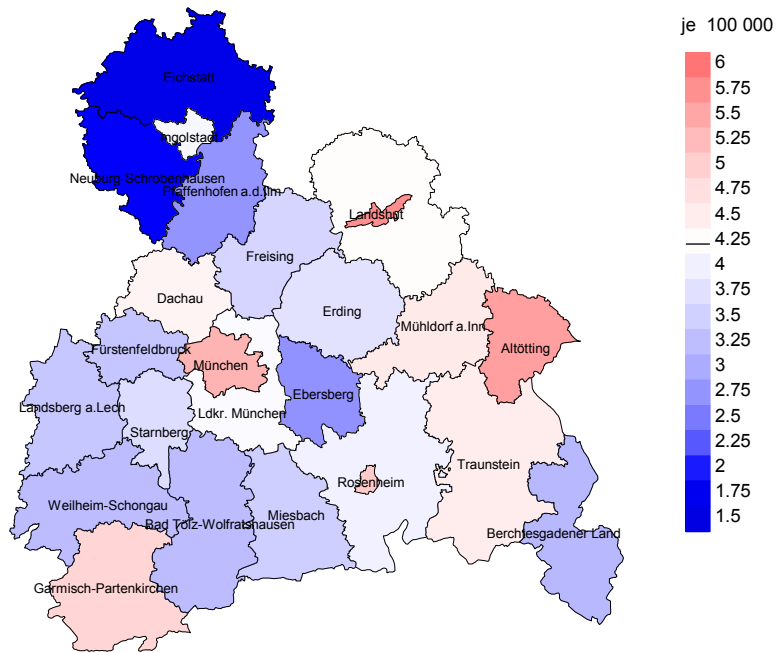 je 100 000
6
5.75
5.5
5.25
5
4.75
4.5
4.25
4
3.75
3.5
3.25
3
2.75
2.5
2.25
2
1.75
1.5
Eichstätt
Ingolstadt
Neuburg-Schrobenhausen
Pfaffenhofen a.d.Ilm
Landshut
Freising
Dachau
Erding
Mühldorf a.Inn
Altötting
Fürstenfeldbruck
München
Ebersberg
Landsberg a.Lech
Ldkr. München
Starnberg
Traunstein
Rosenheim
Weilheim-Schongau
Miesbach
Bad Tölz-Wolfratshausen
Berchtesgadener Land
Garmisch-Partenkirchen